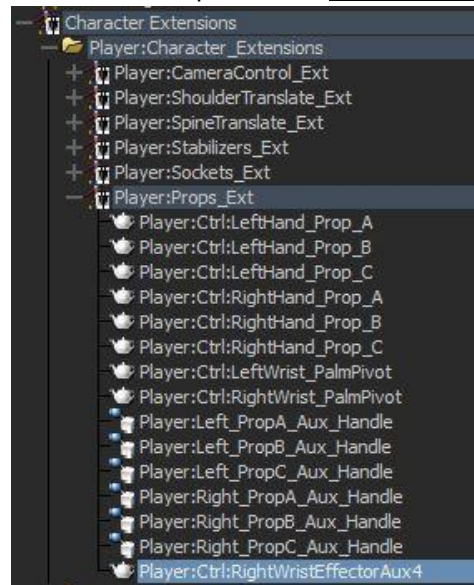 Character Extensions
Player:Character_Extensions
Player:CameraControl_Ext
Player:ShoulderTranslate_Ext
Player:SpineTranslate_Ext
Player:Stabilizers_Ext
Player:Sockets_Ext
Player:Props_Ext
Player:Ctrl:LeftHand_Prop_A
Player:Ctrl:LeftHand_Prop_B
Player:Ctrl:LeftHand_Prop_C
Player:Ctrl:RightHand_Prop_A
Player:Ctrl:RightHand_Prop_B
Player:Ctrl:RightHand_Prop_C
Player:Ctrl:LeftWrist_PalmPivot
Player:Ctrl:RightWrist_PalmPivot
Player:Left_PropA_Aux_Handle
Player:Left_PropB_Aux_Handle
Player:Left_PropC_Aux_Handle
Player:Right_PropA_Aux_Handle
Player:Right_PropB_Aux_Handle
Player:Right_PropC_Aux_Handle
Player:Ctrl:RightWristEffectorAux4